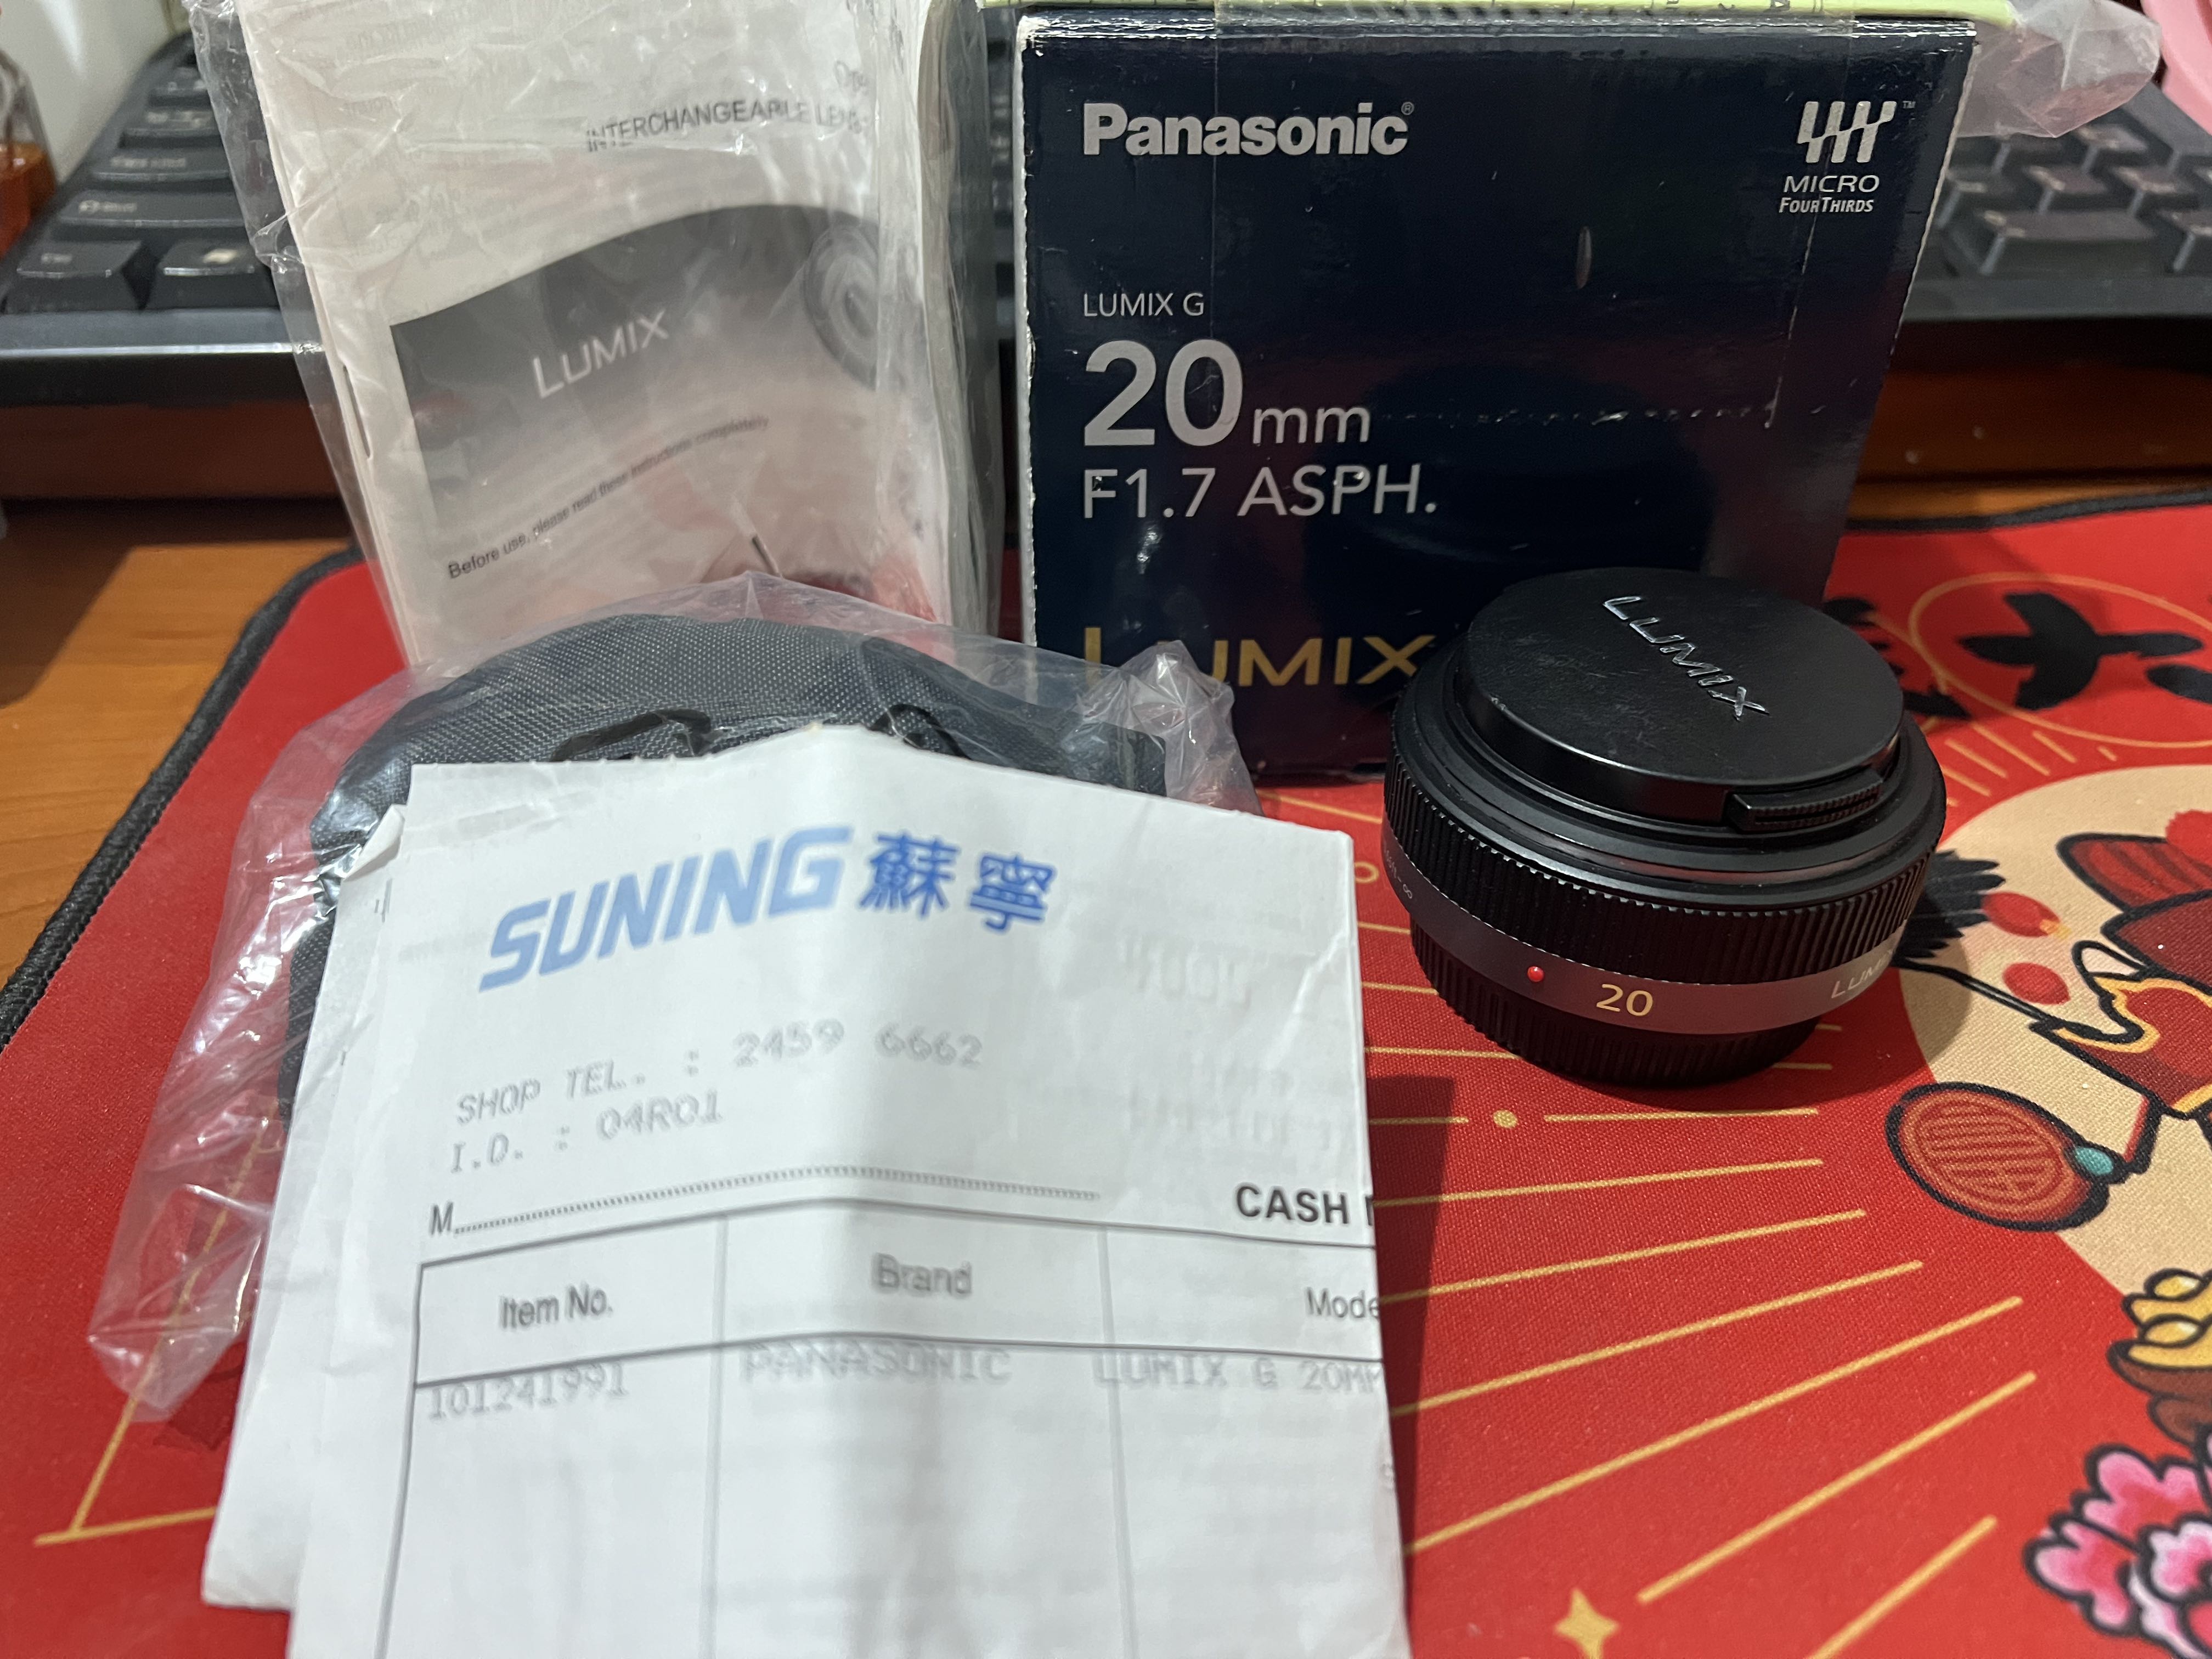 INTERCHANGEABLE LENS
LUMIX
Before use, please read these instructions completely
Panasonic®
MICRO
FOURTHIRDS
LUMIX G
20mm
F1.7 ASPH.
LUMIX
LUMIX
20
SUNING 蘇寧
SHOP TEL. : 2459 6662
I.D. : 04R01
M
CASH
Item No.
Brand
101241991
PANASONIC
LUMIX G 20MM